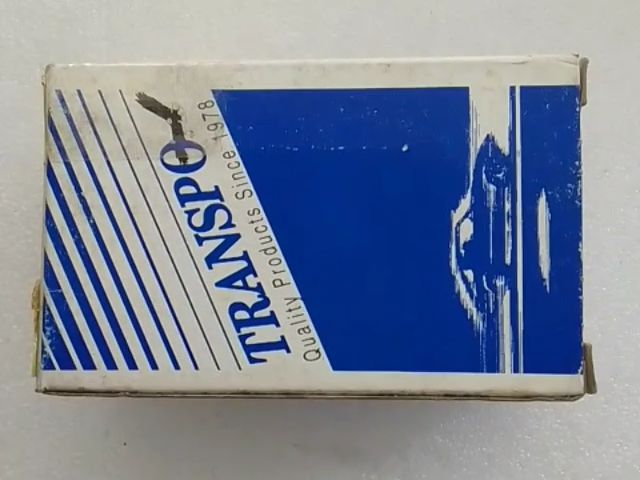 TRANSPO
Quality Products Since 1978